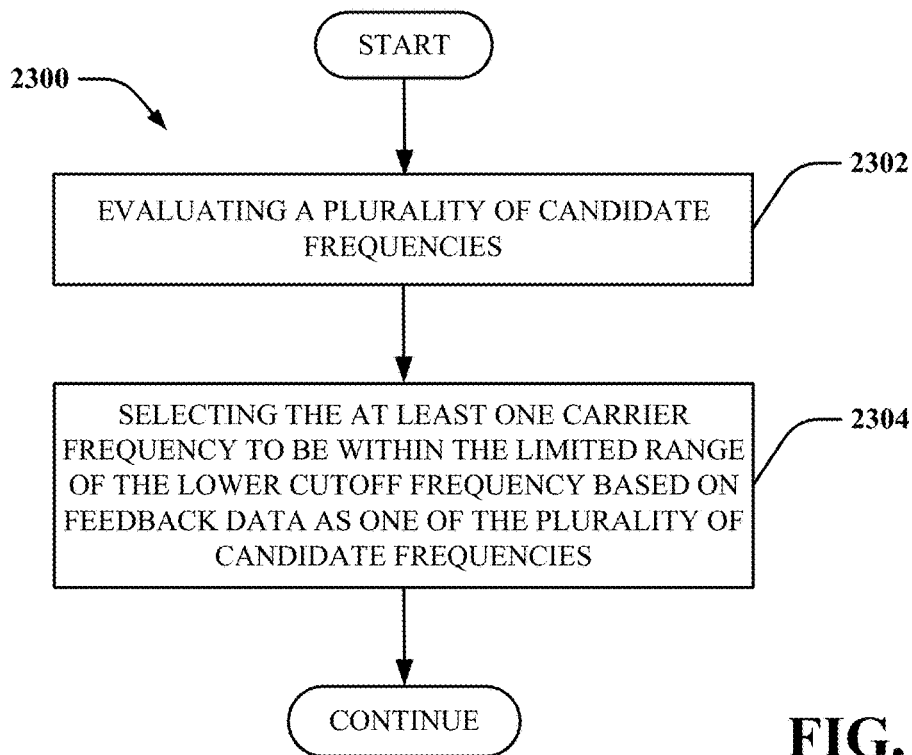 START
2300
2302
EVALUATING A PLURALITY OF CANDIDATE
FREQUENCIES
2304
SELECTING THE AT LEAST ONE CARRIER
FREQUENCY TO BE WITHIN THE LIMITED RANGE
OF THE LOWER CUTOFF FREQUENCY BASED ON
FEEDBACK DATA AS ONE OF THE PLURALITY OF
CANDIDATE FREQUENCIES
CONTINUE
FIG.